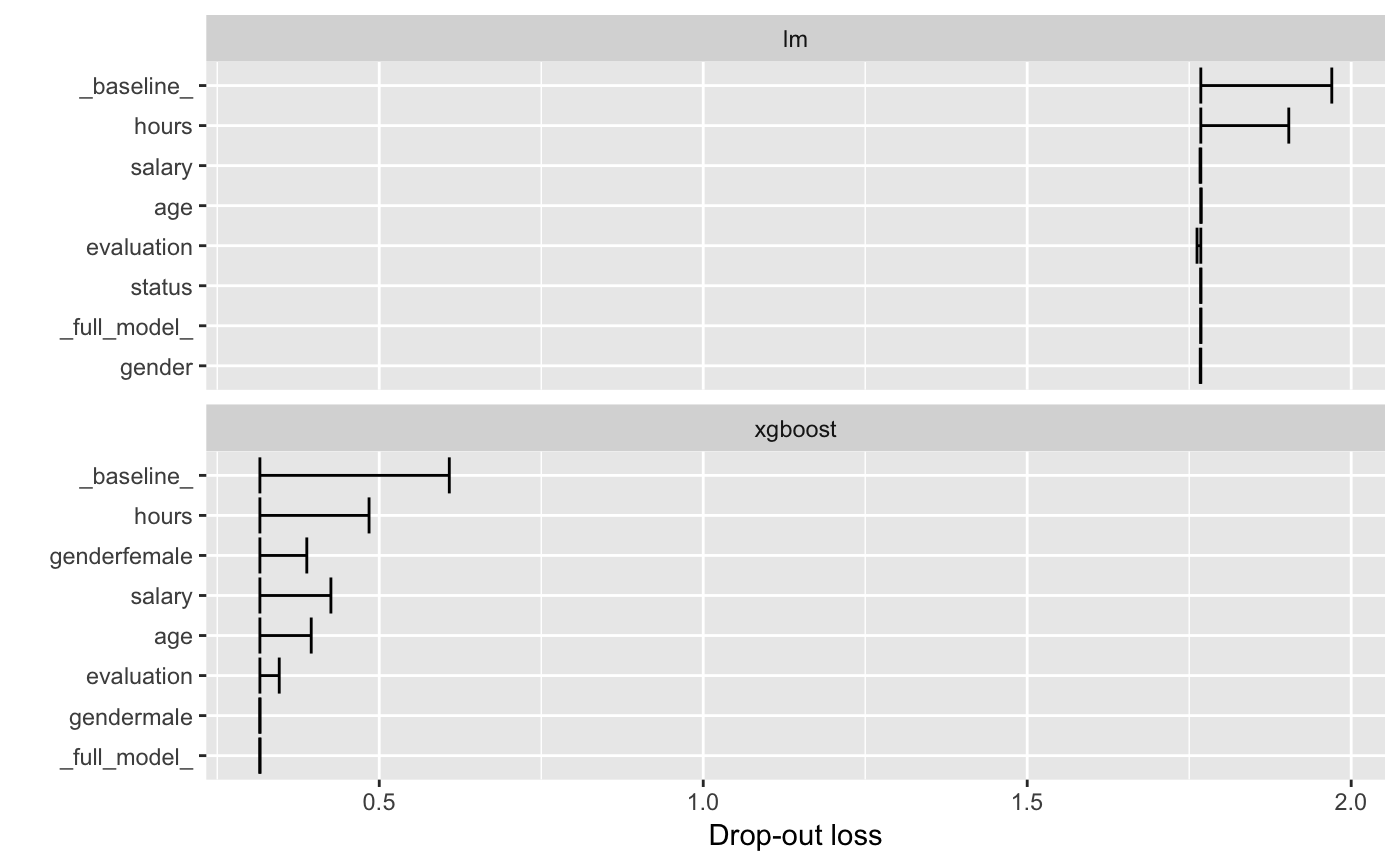 lm
_baseline_
hours
salary
age
evaluation
status
_full_model_
gender
xgboost
_baseline_
hours
genderfemale
salary
age
evaluation
gendermale
_full_model_
0.5 1.0 1.5 2.0
Drop-out loss